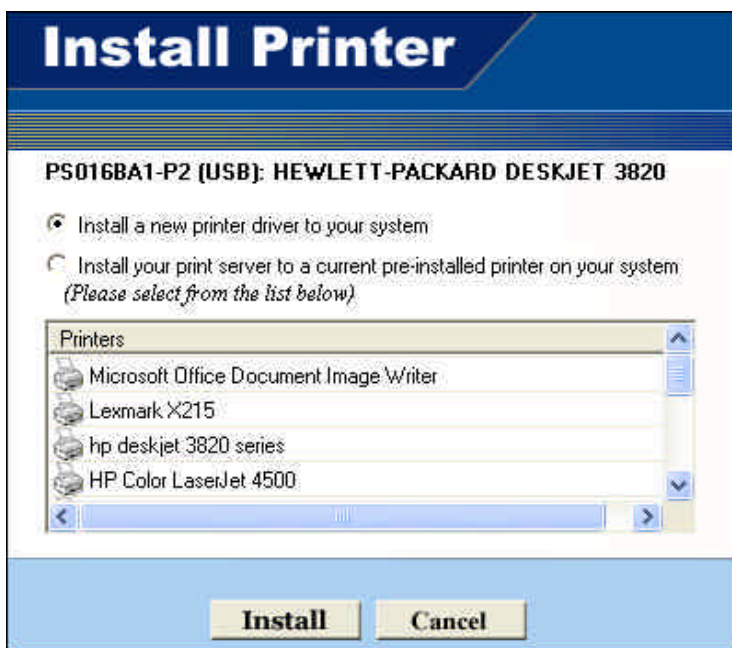 Install Printer
PS016BA1-P2 (USB): HEWLETT-PACKARD DESKJET 3820
Install a new printer driver to your system
Install your print server to a current pre-installed printer on your system
(Please select from the list below)
Printers
Microsoft Office Document Image Writer
Lexmark X215
hp deskjet 3820 series
HP Color LaserJet 4500
Install Cancel